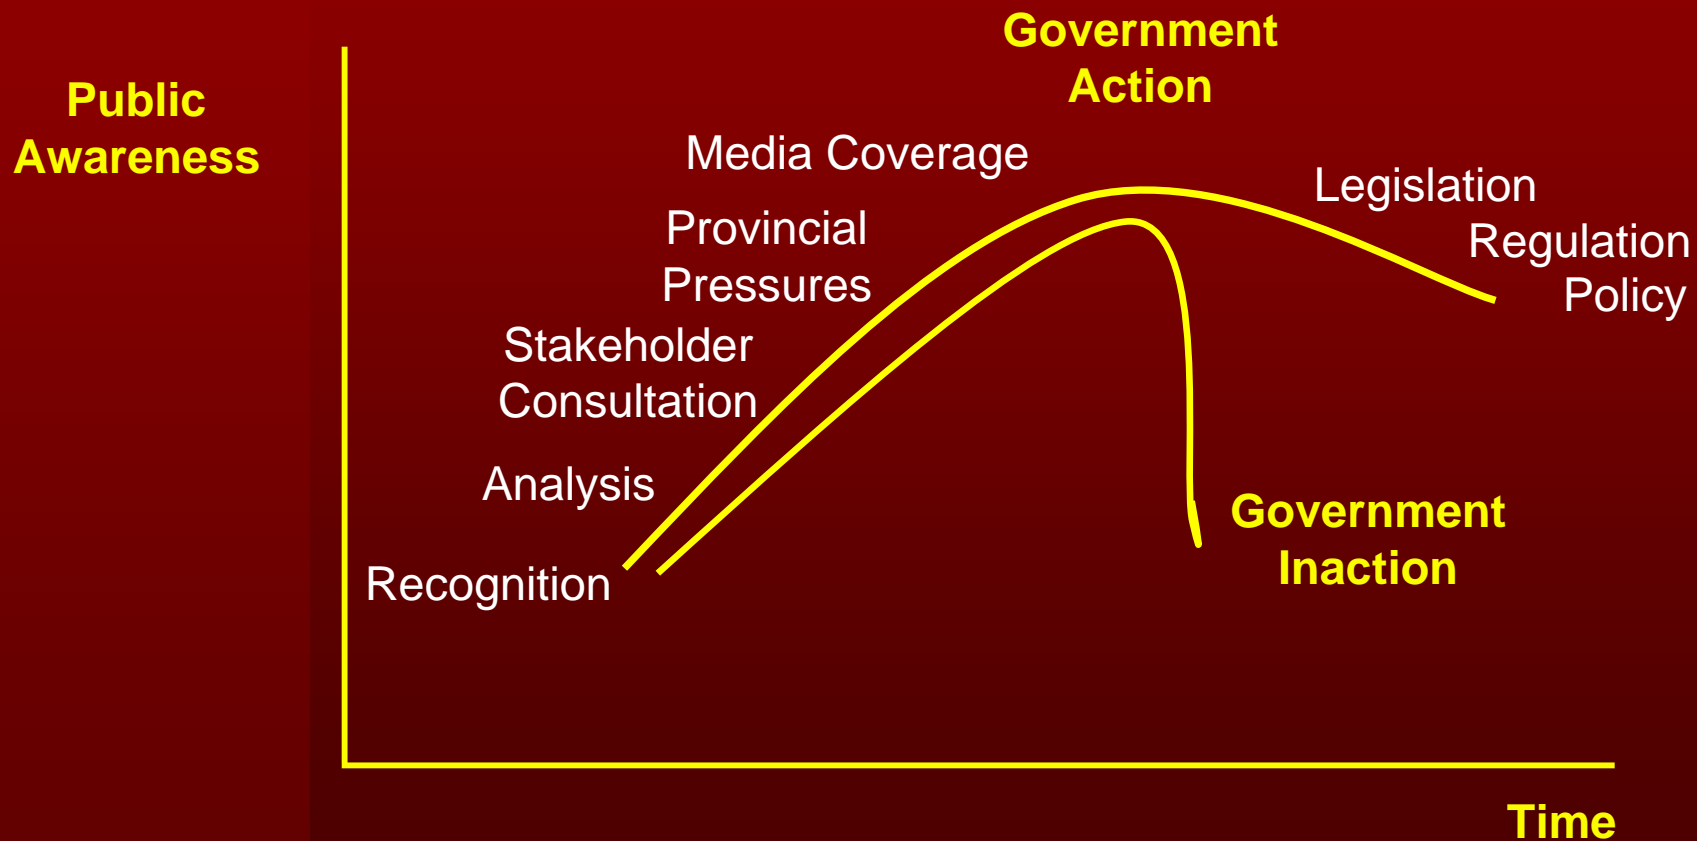 Government
Action
Public
Awareness
Media Coverage
Legislation
Provincial
Pressures
Regulation
Policy
Stakeholder
Consultation
Analysis
Government
Inaction
Recognition
Time